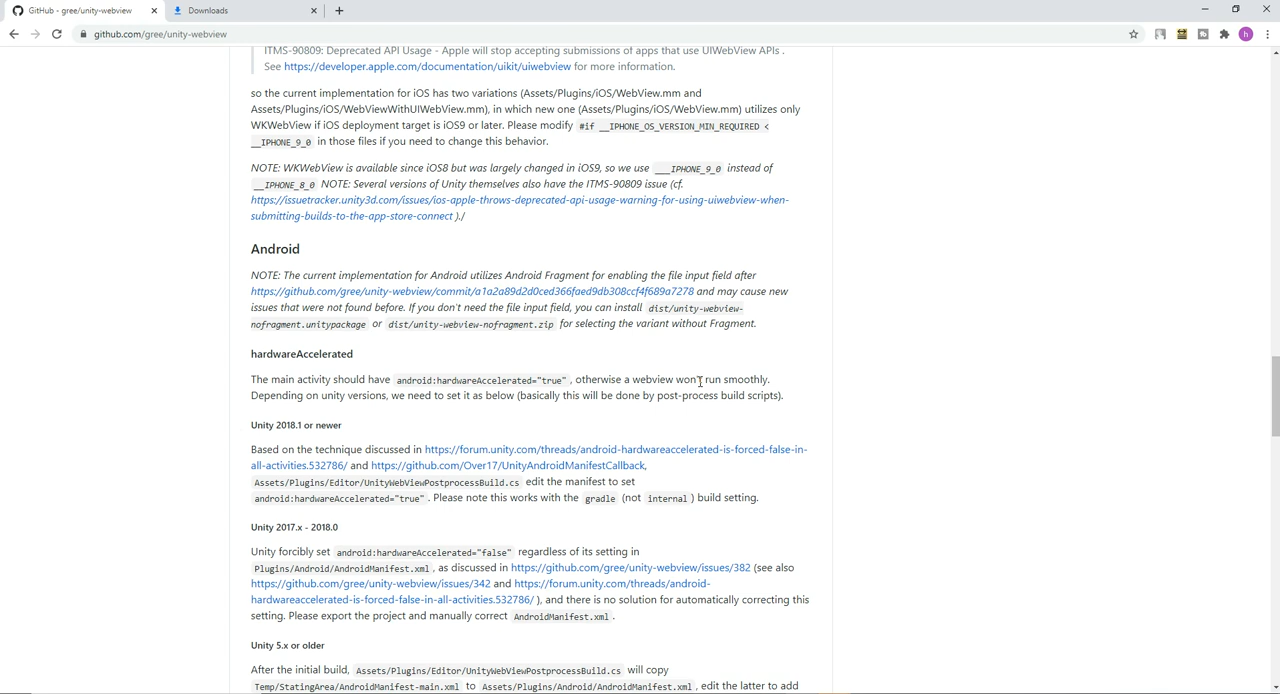 GitHub - gree/unity-webview
Downloads
github.com/gree/unity-webview
h
ITMS-90809: Deprecated API Usage - Apple will stop accepting submissions of apps that use UIWebView APIs .
See https://developer.apple.com/documentation/uikit/uiwebview for more information.
so the current implementation for iOS has two variations (Assets/Plugins/iOS/WebView.mm and
Assets/Plugins/iOS/WebViewWithUIWebView.mm), in which new one (Assets/Plugins/iOS/WebView.mm) utilizes only
WKWebView if iOS deployment target is iOS9 or later. Please modify #if __IPHONE_OS_VERSION_MIN_REQUIRED <
__IPHONE_9_0 in those files if you need to change this behavior.
NOTE: WKWebView is available since iOS8 but was largely changed in iOS9, so we use ___IPHONE_9_0 instead of
__IPHONE_8_0 NOTE: Several versions of Unity themselves also have the ITMS-90809 issue (cf.
https://issuetracker.unity3d.com/issues/ios-apple-throws-deprecated-api-usage-warning-for-using-uiwebview-when-
submitting-builds-to-the-app-store-connect )./
Android
NOTE: The current implementation for Android utilizes Android Fragment for enabling the file input field after
https://github.com/gree/unity-webview/commit/a1a2a89d2d0ced366faed9db308ccf4f689a7278 and may cause new
issues that were not found before. If you don't need the file input field, you can install dist/unity-webview-
nofragment.unitypackage or dist/unity-webview-nofragment.zip for selecting the variant without Fragment.
hardwareAccelerated
The main activity should have android:hardwareAccelerated="true" , otherwise a webview won't run smoothly.
Depending on unity versions, we need to set it as below (basically this will be done by post-process build scripts).
Unity 2018.1 or newer
Based on the technique discussed in https://forum.unity.com/threads/android-hardwareaccelerated-is-forced-false-in-
all-activities.532786/ and https://github.com/Over17/UnityAndroidManifestCallback,
Assets/Plugins/Editor/UnityWebViewPostprocessBuild.cs edit the manifest to set
android:hardwareAccelerated="true" . Please note this works with the gradle (not internal ) build setting.
Unity 2017.x - 2018.0
Unity forcibly set android:hardwareAccelerated="false" regardless of its setting in
Plugins/Android/AndroidManifest.xml , as discussed in https://github.com/gree/unity-webview/issues/382 (see also
https://github.com/gree/unity-webview/issues/342 and https://forum.unity.com/threads/android-
hardwareaccelerated-is-forced-false-in-all-activities.532786/ ), and there is no solution for automatically correcting this
setting. Please export the project and manually correct AndroidManifest.xml .
Unity 5.x or older
After the initial build, Assets/Plugins/Editor/UnityWebViewPostprocessBuild.cs will copy
Temp/StatingArea/AndroidManifest-main.xml to Assets/Plugins/Android/AndroidManifest.xml , edit the latter to add